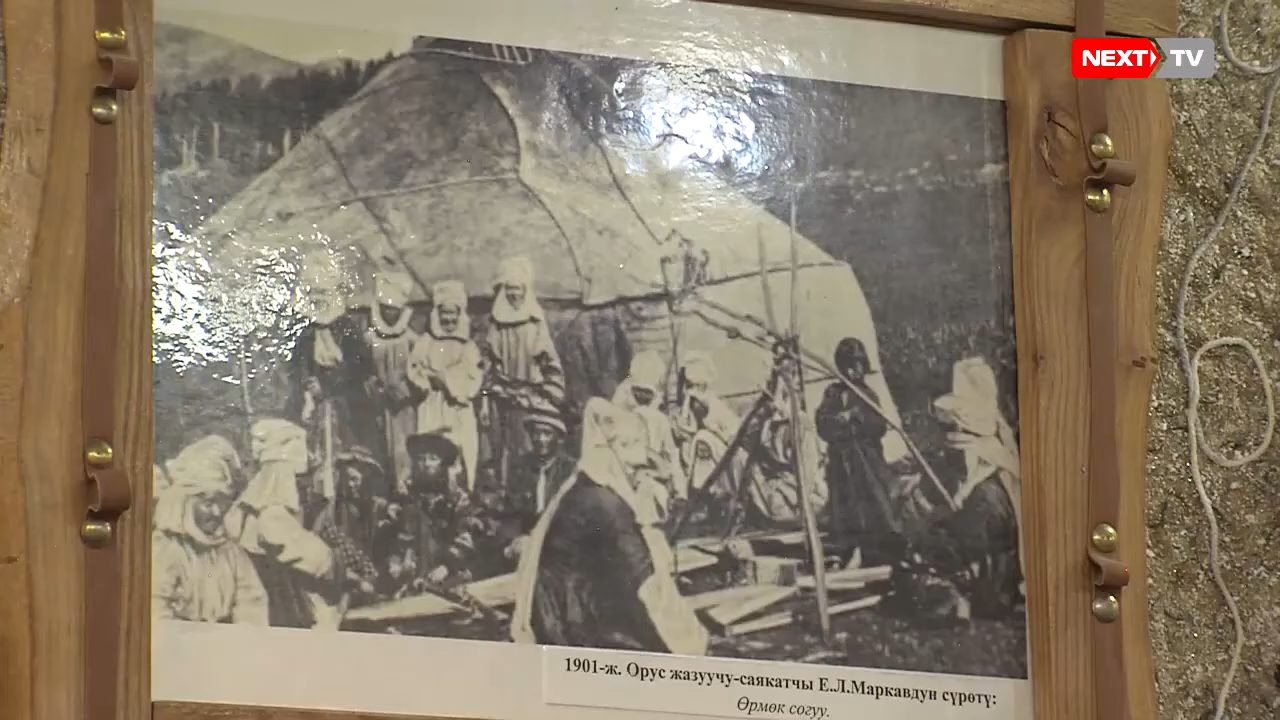 NEXT TV
1901-ж. Орус жазуучу-саякатчы Е.Л.Маркавдун сүрөтү:
Өрмөк согуу.